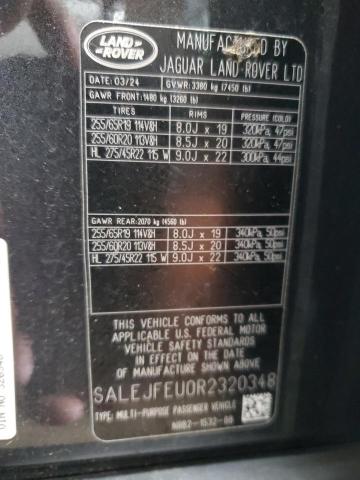 LAND ROVER
MANUFACTURED BY
JAGUAR LAND ROVER LTD
DATE: 03/24 G.V.W.R: 3380 kg (7450 lb)
GAWR FRONT: 1480 kg (3260 lb)
TIRES RIMS PRESSURE (COLD)
255/65R19 114V&H 8.0J x 19 320kPa, 47psi
255/60R20 113V&H 8.5J x 20 320kPa, 47psi
HL 275/45R22 115 W 9.0J x 22 300kPa, 44psi
GAWR REAR: 2070 kg (4560 lb)
255/65R19 114V&H 8.0J x 19 340kPa, 50psi
255/60R20 113V&H 8.5J x 20 340kPa, 50psi
HL 275/45R22 115 W 9.0J x 22 340kPa, 50psi
THIS VEHICLE CONFORMS TO ALL
APPLICABLE U.S. FEDERAL MOTOR
VEHICLE SAFETY STANDARDS
IN EFFECT ON THE DATE
OF MANUFACTURE SHOWN ABOVE.
SALEJFEU0R2320348
TYPE: MULTI-PURPOSE PASSENGER VEHICLE
VIN NO